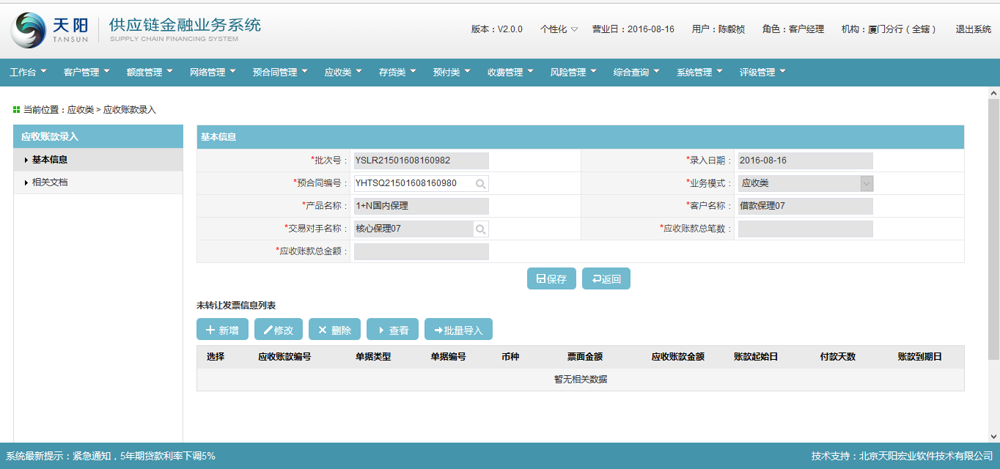 天阳 TANSUN 供应链金融业务系统 SUPPLY CHAIN FINANCING SYSTEM
版本：V2.0.0 个性化 营业日：2016-08-16 用户：陈毅桢 角色：客户经理 机构：厦门分行（全辖） 退出系统
工作台 客户管理 额度管理 网络管理 预合同管理 应收类 存货类 预付类 收费管理 风险管理 综合查询 系统管理 评级管理
当前位置：应收类 > 应收账款录入
应收账款录入
基本信息
相关文档
基本信息
*批次号： YSLR21501608160982 *录入日期： 2016-08-16
*预合同编号： YHTSQ21501608160980 *业务模式： 应收类
*产品名称： 1+N国内保理 *客户名称： 借款保理07
*交易对手名称： 核心保理07 *应收账款总笔数：
*应收账款总金额：
保存 返回
未转让发票信息列表
新增 修改 删除 查看 批量导入
选择 应收账款编号 单据类型 单据编号 币种 票面金额 应收账款金额 账款起始日 付款天数 账款到期日
暂无相关数据
系统最新提示：紧急通知，5年期贷款利率下调5% 技术支持：北京天阳宏业软件技术有限公司